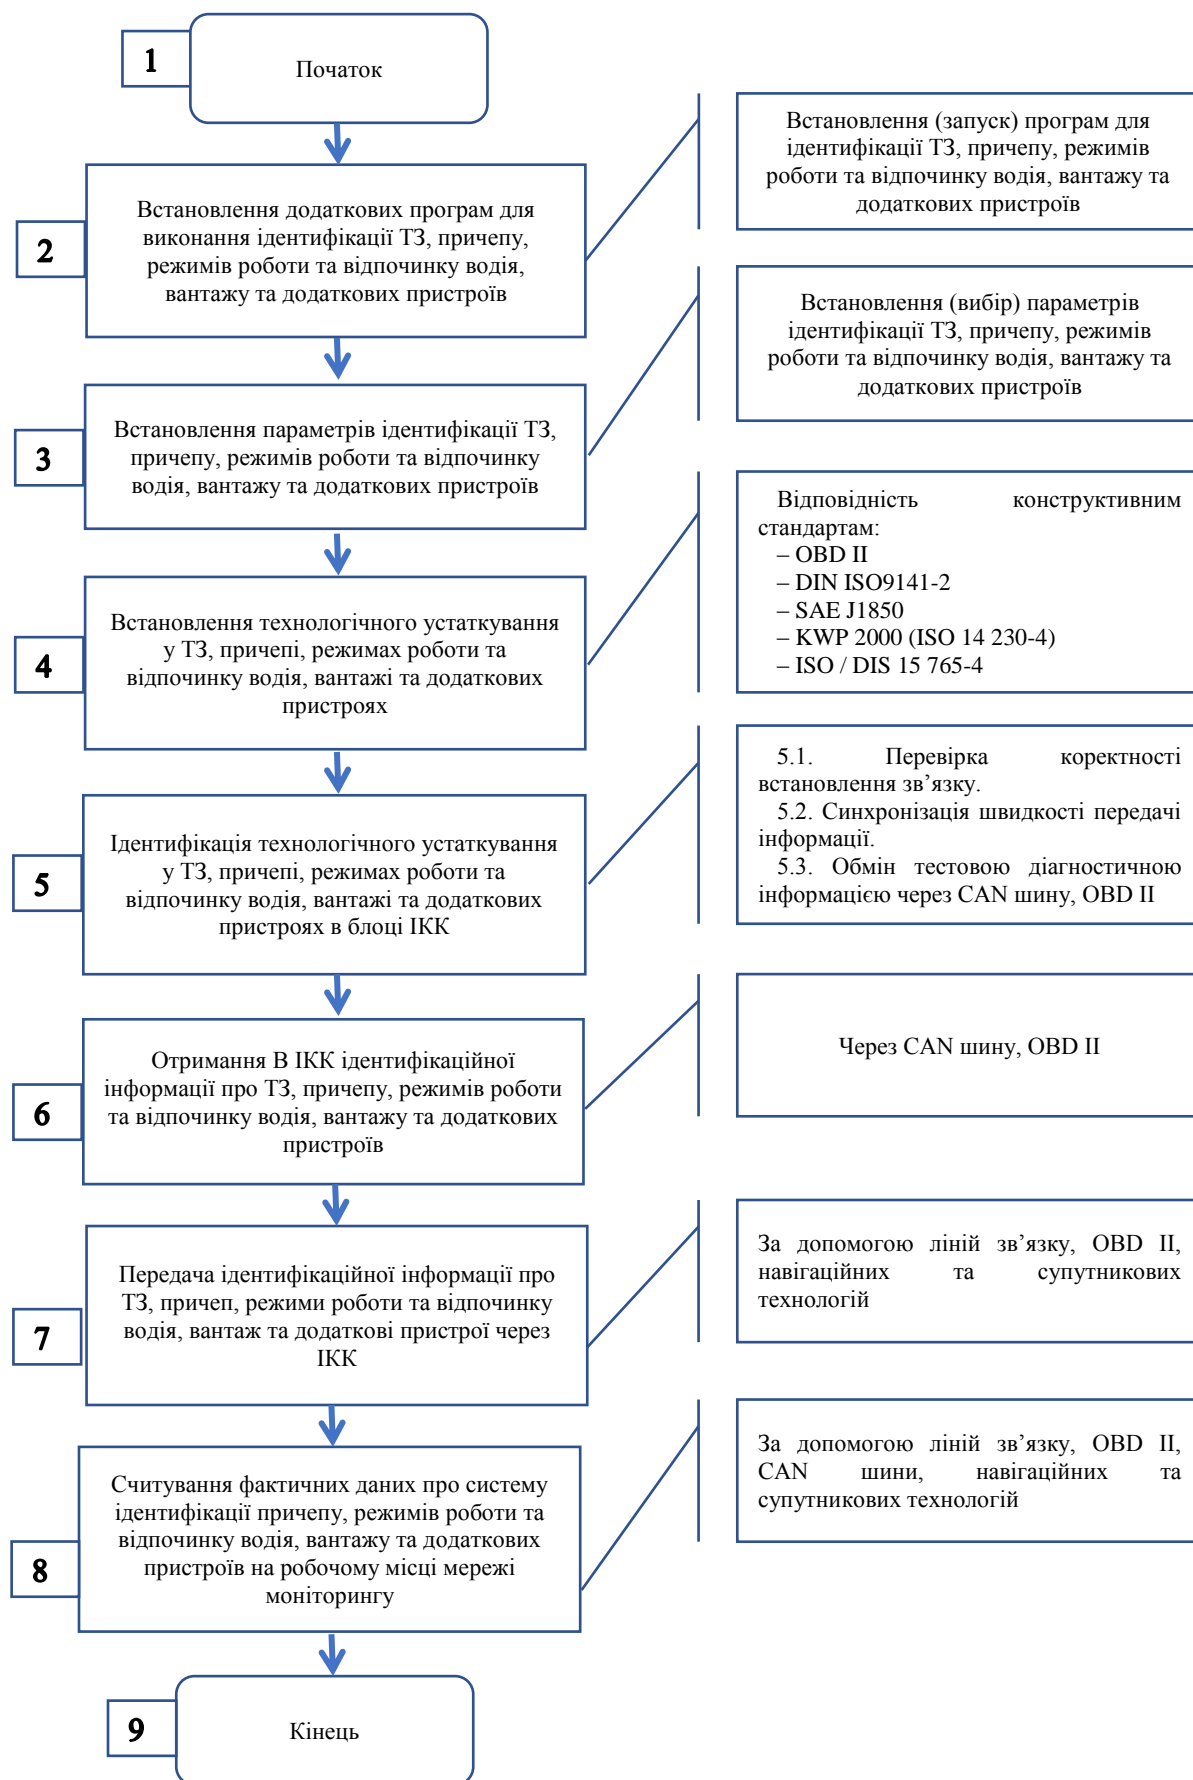 1
Початок
2
Встановлення додаткових програм для
виконання ідентифікації ТЗ, причепу,
режимів роботи та відпочинку водія,
вантажу та додаткових пристроїв
Встановлення (запуск) програм для
ідентифікації ТЗ, причепу, режимів
роботи та відпочинку водія, вантажу та
додаткових пристроїв
3
Встановлення параметрів ідентифікації ТЗ,
причепу, режимів роботи та відпочинку
водія, вантажу та додаткових пристроїв
Встановлення (вибір) параметрів
ідентифікації ТЗ, причепу, режимів
роботи та відпочинку водія, вантажу та
додаткових пристроїв
4
Встановлення технологічного устаткування
у ТЗ, причепі, режимах роботи та
відпочинку водія, вантажі та додаткових
пристроях
Відповідність конструктивним
стандартам:
– OBD II
– DIN ISO9141-2
– SAE J1850
– KWP 2000 (ISO 14 230-4)
– ISO / DIS 15 765-4
5
Ідентифікація технологічного устаткування
у ТЗ, причепі, режимах роботи та
відпочинку водія, вантажі та додаткових
пристроях в блоці ІКК
5.1. Перевірка коректності
встановлення зв’язку.
5.2. Синхронізація швидкості передачі
інформації.
5.3. Обмін тестовою діагностичною
інформацією через CAN шину, OBD II
6
Отримання В ІКК ідентифікаційної
інформації про ТЗ, причепу, режимів роботи
та відпочинку водія, вантажу та додаткових
пристроїв
Через CAN шину, OBD II
7
Передача ідентифікаційної інформації про
ТЗ, причеп, режими роботи та відпочинку
водія, вантаж та додаткові пристрої через
ІКК
За допомогою ліній зв’язку, OBD II,
навігаційних та супутникових
технологій
8
Считування фактичних даних про систему
ідентифікації причепу, режимів роботи та
відпочинку водія, вантажу та додаткових
пристроїв на робочому місці мережі
моніторингу
За допомогою ліній зв’язку, OBD II,
CAN шини, навігаційних та
супутникових технологій
9
Кінець